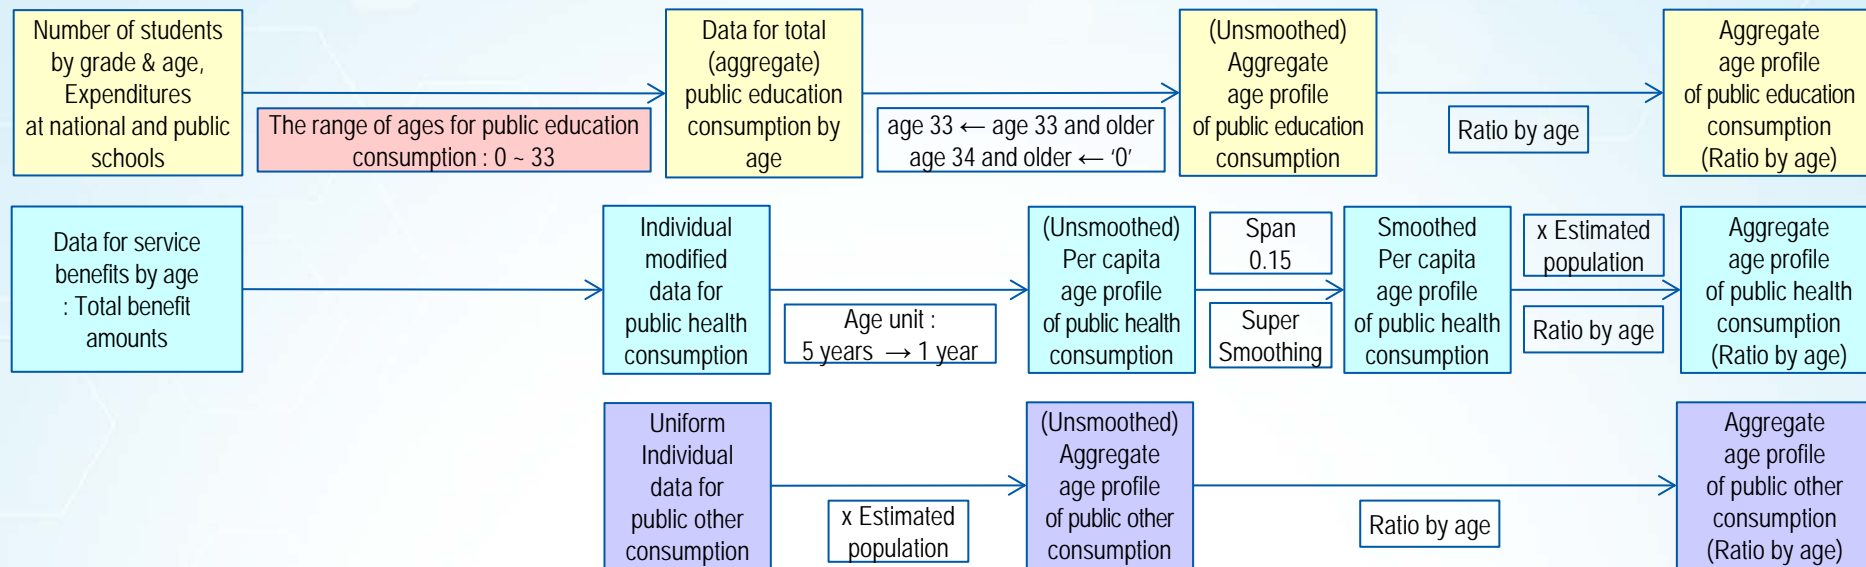 Number of students
by grade & age,
Expenditures
at national and public
schools
The range of ages for public education
consumption : 0 ~ 33
Data for total
(aggregate)
public education
consumption by
age
age 33 ← age 33 and older
age 34 and older ← ‘0’
(Unsmoothed)
Aggregate
age profile
of public education
consumption
Ratio by age
Aggregate
age profile
of public education
consumption
(Ratio by age)
Data for service
benefits by age
: Total benefit
amounts
Individual
modified
data for
public health
consumption
Age unit :
5 years → 1 year
(Unsmoothed)
Per capita
age profile
of public health
consumption
Span
0.15
Super
Smoothing
Smoothed
Per capita
age profile
of public health
consumption
x Estimated
population
Ratio by age
Aggregate
age profile
of public health
consumption
(Ratio by age)
Uniform
Individual
data for
public other
consumption
x Estimated
population
(Unsmoothed)
Aggregate
age profile
of public other
consumption
Ratio by age
Aggregate
age profile
of public other
consumption
(Ratio by age)